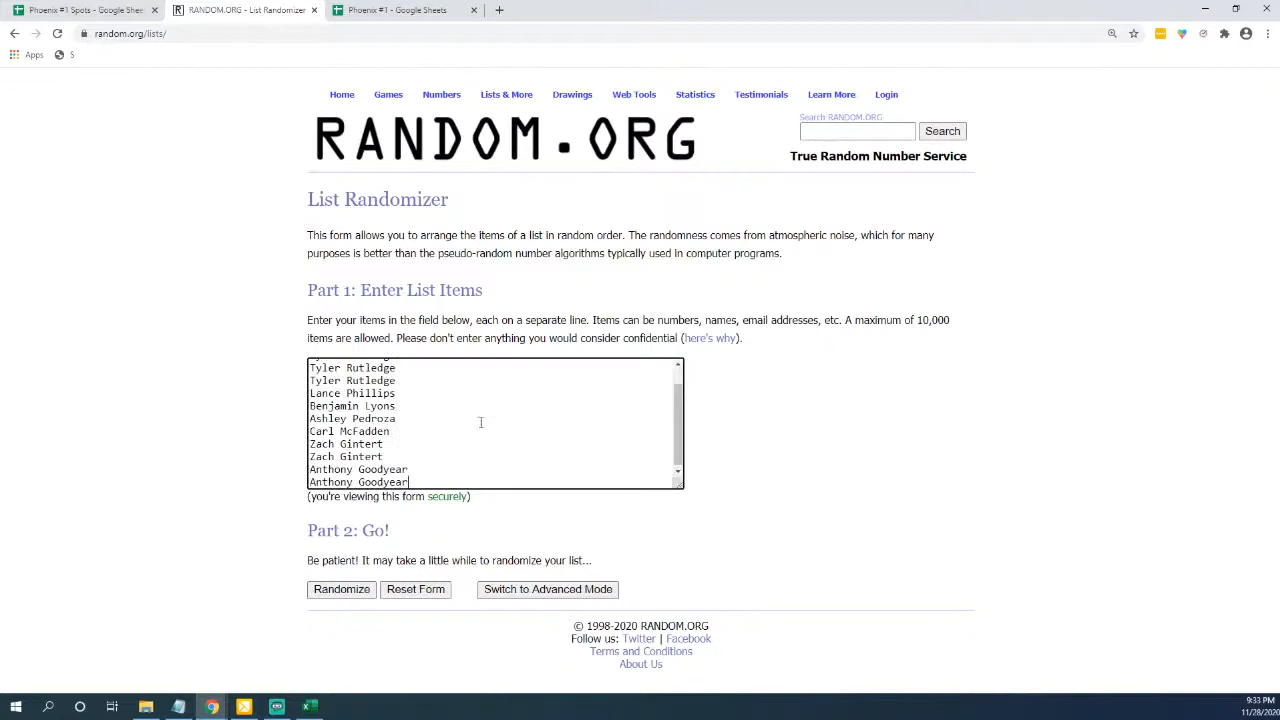 Phoenix #1 Spots - Google Sheets
RANDOM.ORG - List Randomizer
Phoenix #1 - Google Sheets
random.org/lists/
Apps
S
Home Games Numbers Lists & More Drawings Web Tools Statistics Testimonials Learn More Login
RANDOM.ORG
Search RANDOM.ORG
Search
True Random Number Service
List Randomizer
This form allows you to arrange the items of a list in random order. The randomness comes from atmospheric noise, which for many
purposes is better than the pseudo-random number algorithms typically used in computer programs.
Part 1: Enter List Items
Enter your items in the field below, each on a separate line. Items can be numbers, names, email addresses, etc. A maximum of 10,000
items are allowed. Please don't enter anything you would consider confidential (here's why).
Tyler Rutledge
Tyler Rutledge
Lance Phillips
Benjamin Lyons
Ashley Pedroza
Carl McFadden
Zach Gintert
Zach Gintert
Anthony Goodyear
Anthony Goodyear
(you're viewing this form securely)
Part 2: Go!
Be patient! It may take a little while to randomize your list...
Randomize Reset Form Switch to Advanced Mode
© 1998-2020 RANDOM.ORG
Follow us: Twitter | Facebook
Terms and Conditions
About Us
9:33 PM
11/28/2020